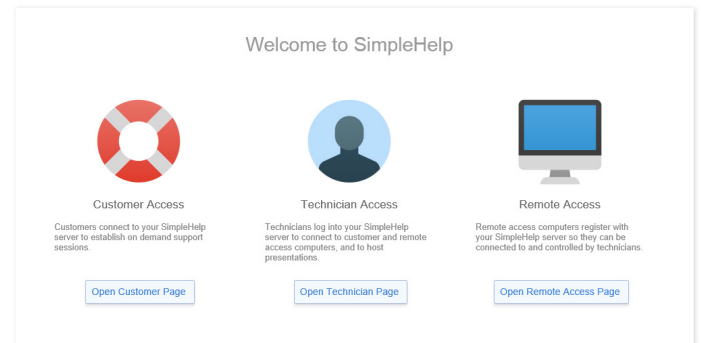 Welcome to SimpleHelp
Customer Access
Customers connect to your SimpleHelp
server to establish on demand support
sessions.
Open Customer Page
Technician Access
Technicians log into your SimpleHelp
server to connect to customer and remote
access computers, and to host
presentations.
Open Technician Page
Remote Access
Remote access computers register with
your SimpleHelp server so they can be
connected to and controlled by technicians.
Open Remote Access Page